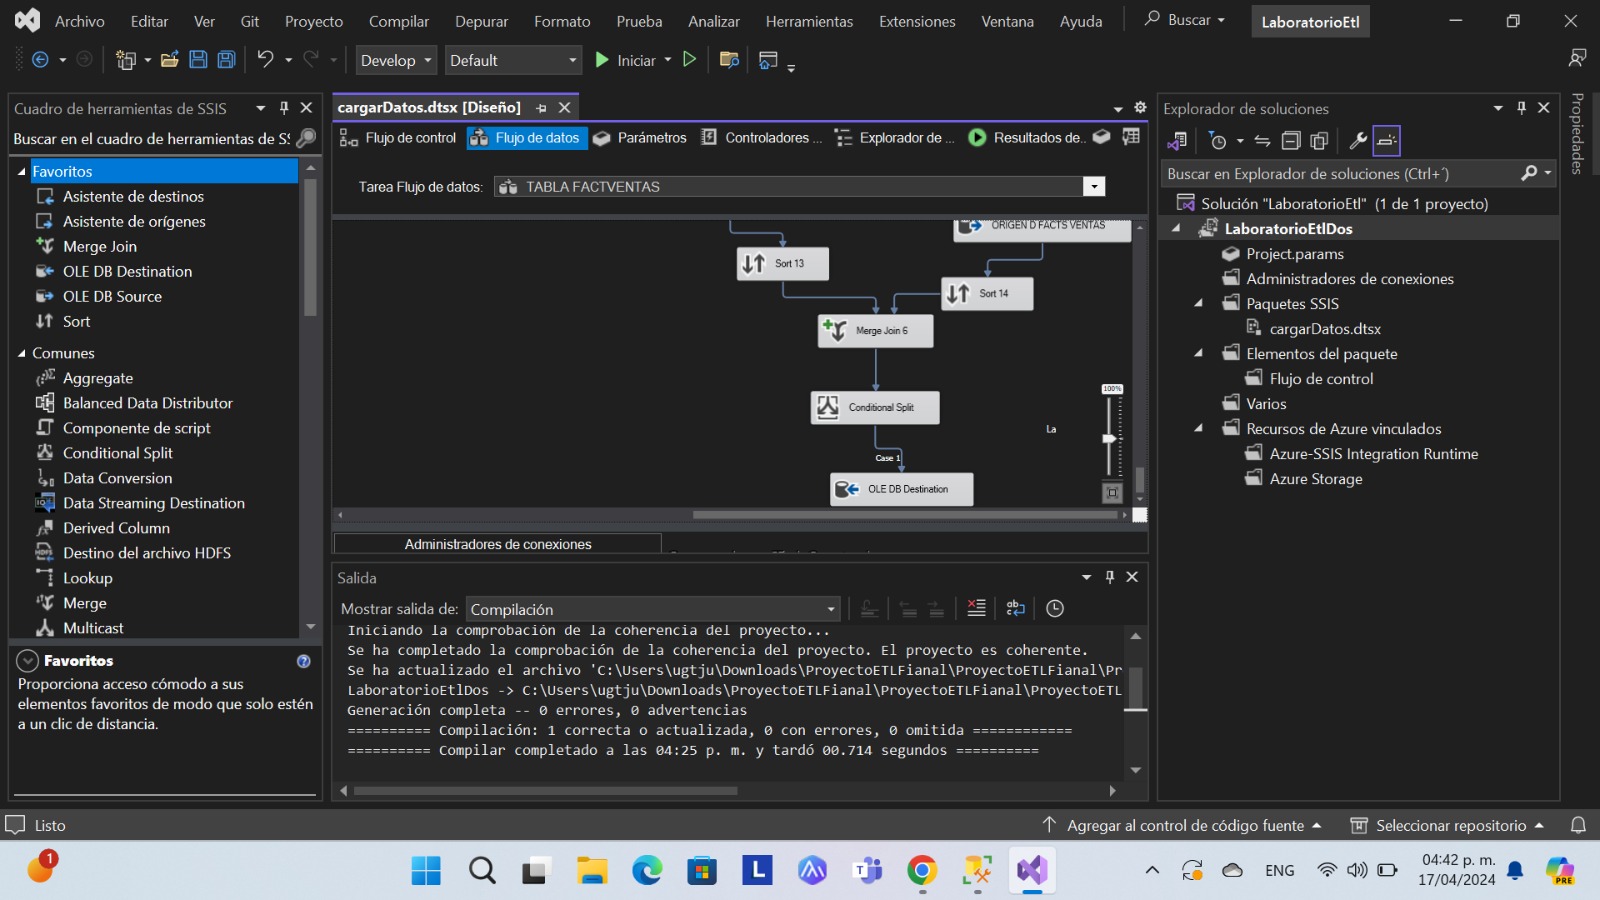 Archivo Editar Ver Git Proyecto Compilar Depurar Formato Prueba Analizar Herramientas Extensiones Ventana Ayuda Buscar LaboratorioEtl
Develop Default Iniciar
Cuadro de herramientas de SSIS
Buscar en el cuadro de herramientas de S
Favoritos
Asistente de destinos
Asistente de orígenes
Merge Join
OLE DB Destination
OLE DB Source
Sort
Comunes
Aggregate
Balanced Data Distributor
Componente de script
Conditional Split
Data Conversion
Data Streaming Destination
Derived Column
Destino del archivo HDFS
Lookup
Merge
Multicast
Favoritos
Proporciona acceso cómodo a sus
elementos favoritos de modo que solo estén
a un clic de distancia.
cargarDatos.dtsx [Diseño]
Flujo de control Flujo de datos Parámetros Controladores ... Explorador de ... Resultados de..
Tarea Flujo de datos: TABLA FACTVENTAS
ORIGEN D FACTS VENTAS
Sort 13
Sort 14
Merge Join 6
100%
Conditional Split
La
Case 1
OLE DB Destination
Administradores de conexiones
Salida
Mostrar salida de: Compilación
Iniciando la comprobación de la coherencia del proyecto...
Se ha completado la comprobación de la coherencia del proyecto. El proyecto es coherente.
Se ha actualizado el archivo 'C:\Users\ugtju\Downloads\ProyectoETLFianal\ProyectoETLFianal\Pr
LaboratorioEtlDos -> C:\Users\ugtju\Downloads\ProyectoETLFianal\ProyectoETLFianal\ProyectoETL
Generación completa -- 0 errores, 0 advertencias
========== Compilación: 1 correcta o actualizada, 0 con errores, 0 omitida ============
========== Compilar completado a las 04:25 p. m. y tardó 00.714 segundos ==========
Explorador de soluciones
Buscar en Explorador de soluciones (Ctrl+´)
Solución "LaboratorioEtl" (1 de 1 proyecto)
LaboratorioEtlDos
Project.params
Administradores de conexiones
Paquetes SSIS
cargarDatos.dtsx
Elementos del paquete
Flujo de control
Varios
Recursos de Azure vinculados
Azure-SSIS Integration Runtime
Azure Storage
Propiedades
Listo
Agregar al control de código fuente Seleccionar repositorio
1
L
T
PRE
ENG
04:42 p. m.
17/04/2024